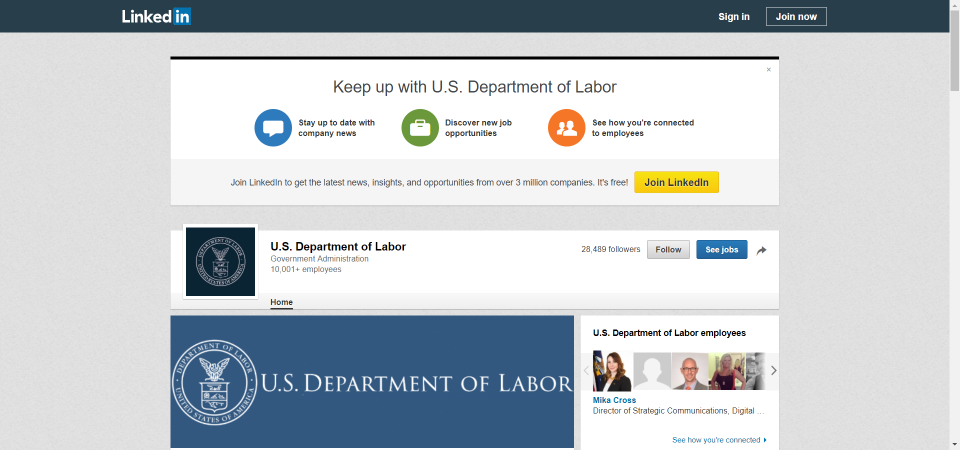 Linked in
Sign in
Join now
×
Keep up with U.S. Department of Labor
Stay up to date with
company news
Discover new job
opportunities
See how you're connected
to employees
Join LinkedIn to get the latest news, insights, and opportunities from over 3 million companies. It's free!
Join LinkedIn
DEPARTMENT OF LABOR
UNITED STATES OF AMERICA
U.S. Department of Labor
Government Administration
10,001+ employees
28,489 followers
Follow
See jobs
Home
DEPARTMENT OF LABOR
UNITED STATES OF AMERICA
U.S. DEPARTMENT OF LABOR
U.S. Department of Labor employees
Mika Cross
Director of Strategic Communications, Digital ...
See how you're connected